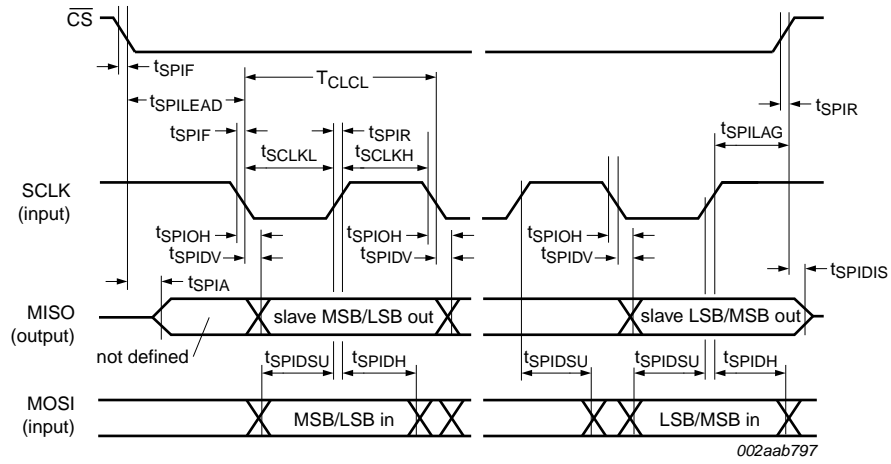 CS
tSPIF
TCLCL
tSPILEAD
tSPIR
tSPIF
tSPIR
tSPILAG
tSCLKL
tSCLKH
SCLK
(input)
tSPIOH
tSPIOH
tSPIOH
tSPIDV
tSPIDV
tSPIDV
tSPIA
tSPIDIS
MISO
(output)
slave MSB/LSB out
slave LSB/MSB out
not defined
tSPIDSU
tSPIDH
tSPIDSU
tSPIDSU
tSPIDH
MOSI
(input)
MSB/LSB in
LSB/MSB in
002aab797